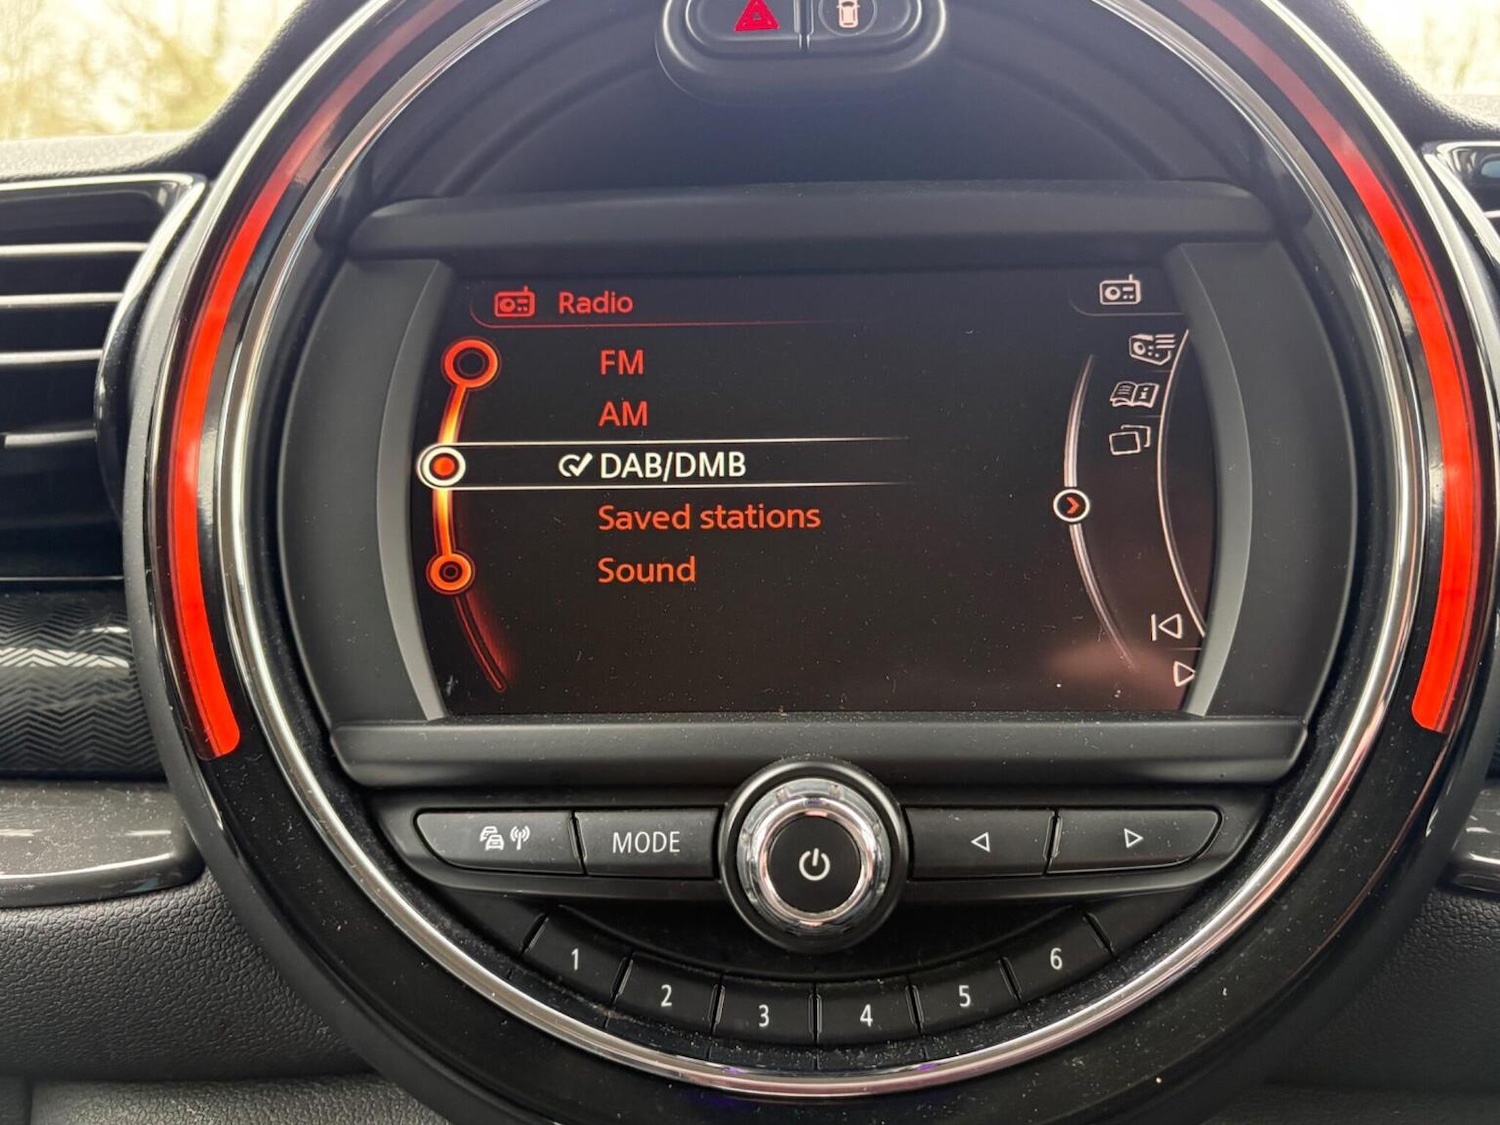 Radio
FM
AM
DAB/DMB
Saved stations
Sound
MODE
1
2
3
4
5
6